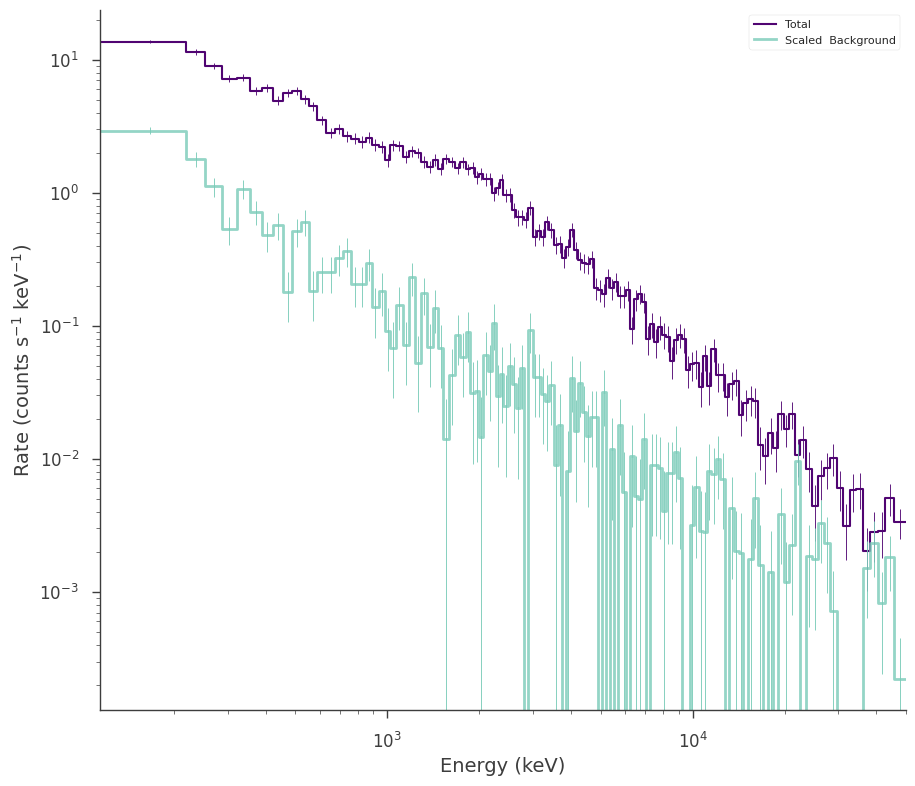 Total
Scaled  Background
10¹
10⁰
10⁻¹
10⁻²
10⁻³
Rate (counts s⁻¹ keV⁻¹)
10³
10⁴
Energy (keV)